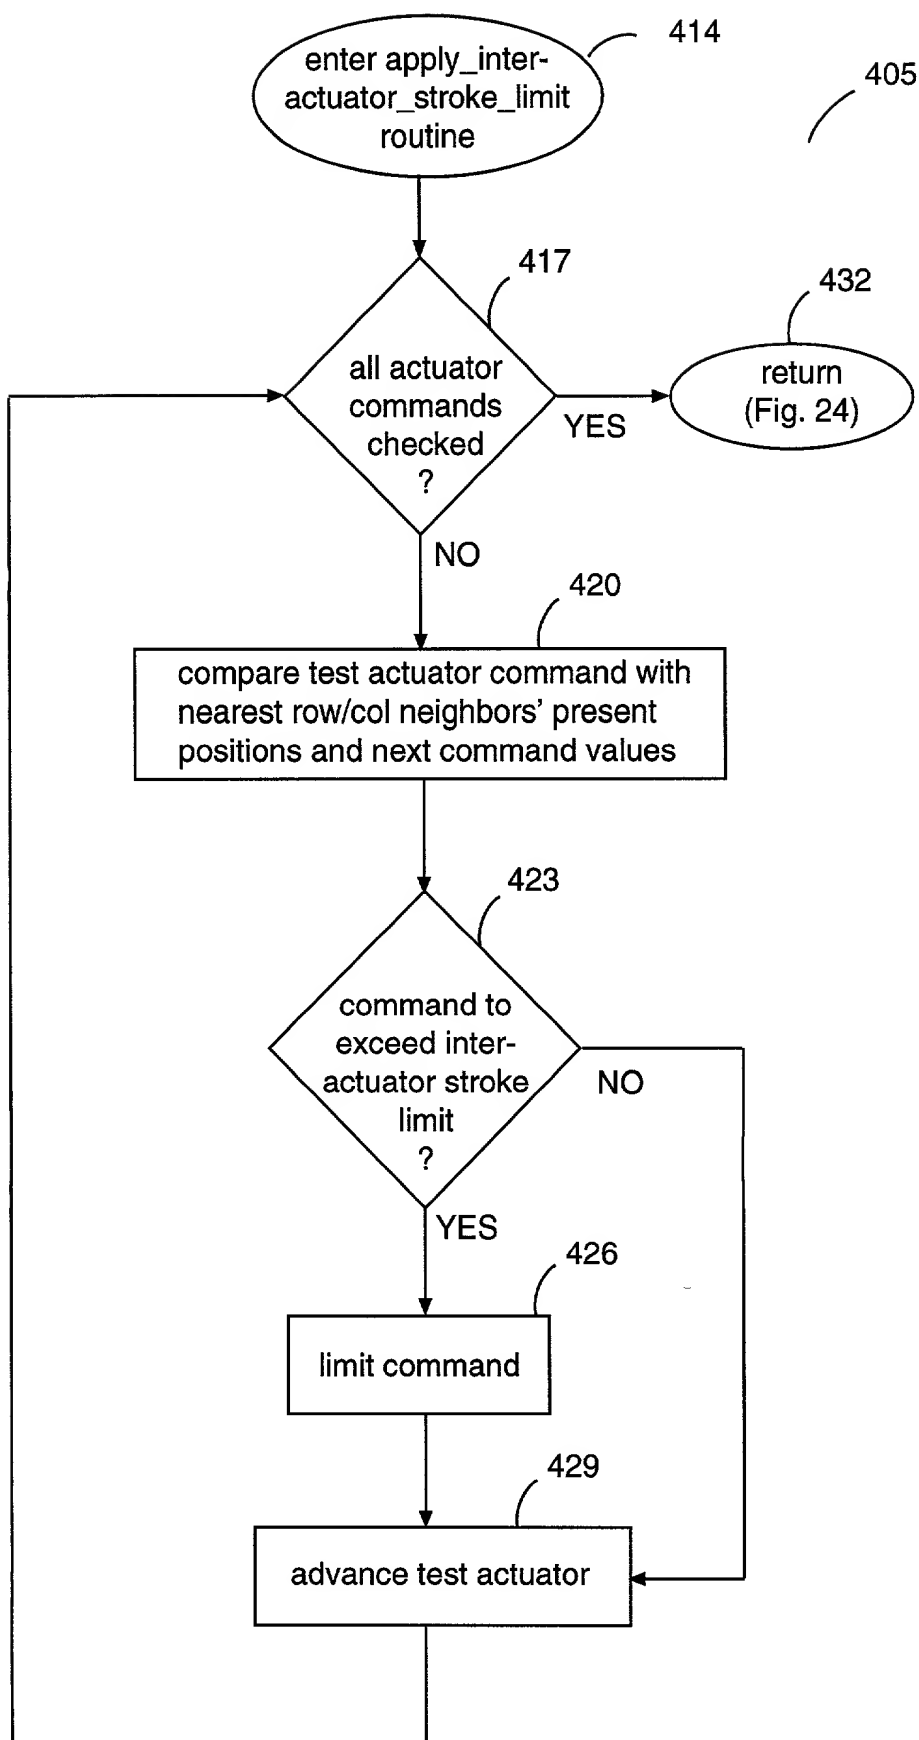 414
enter apply_inter-
actuator_stroke_limit
routine
405
417
432
all actuator
commands
checked
?
YES
return
(Fig. 24)
NO
420
compare test actuator command with
nearest row/col neighbors' present
positions and next command values
423
command to
exceed inter-
actuator stroke
limit
?
NO
YES
426
limit command
429
advance test actuator